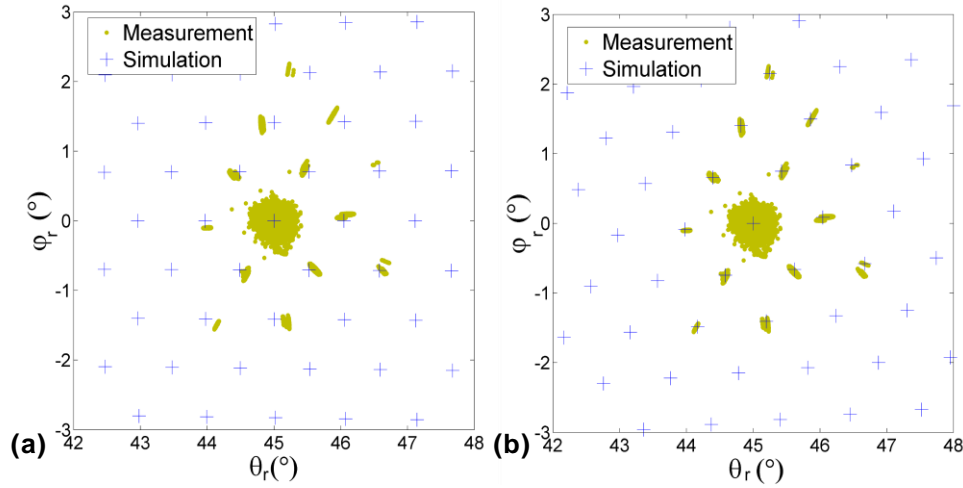 3
2
1
0
-1
-2
-3
φr (°)
Measurement
Simulation
42
43
44
45
46
47
48
θr(°)
(a)
3
2
1
0
-1
-2
-3
φr (°)
Measurement
Simulation
42
43
44
45
46
47
48
θr(°)
(b)